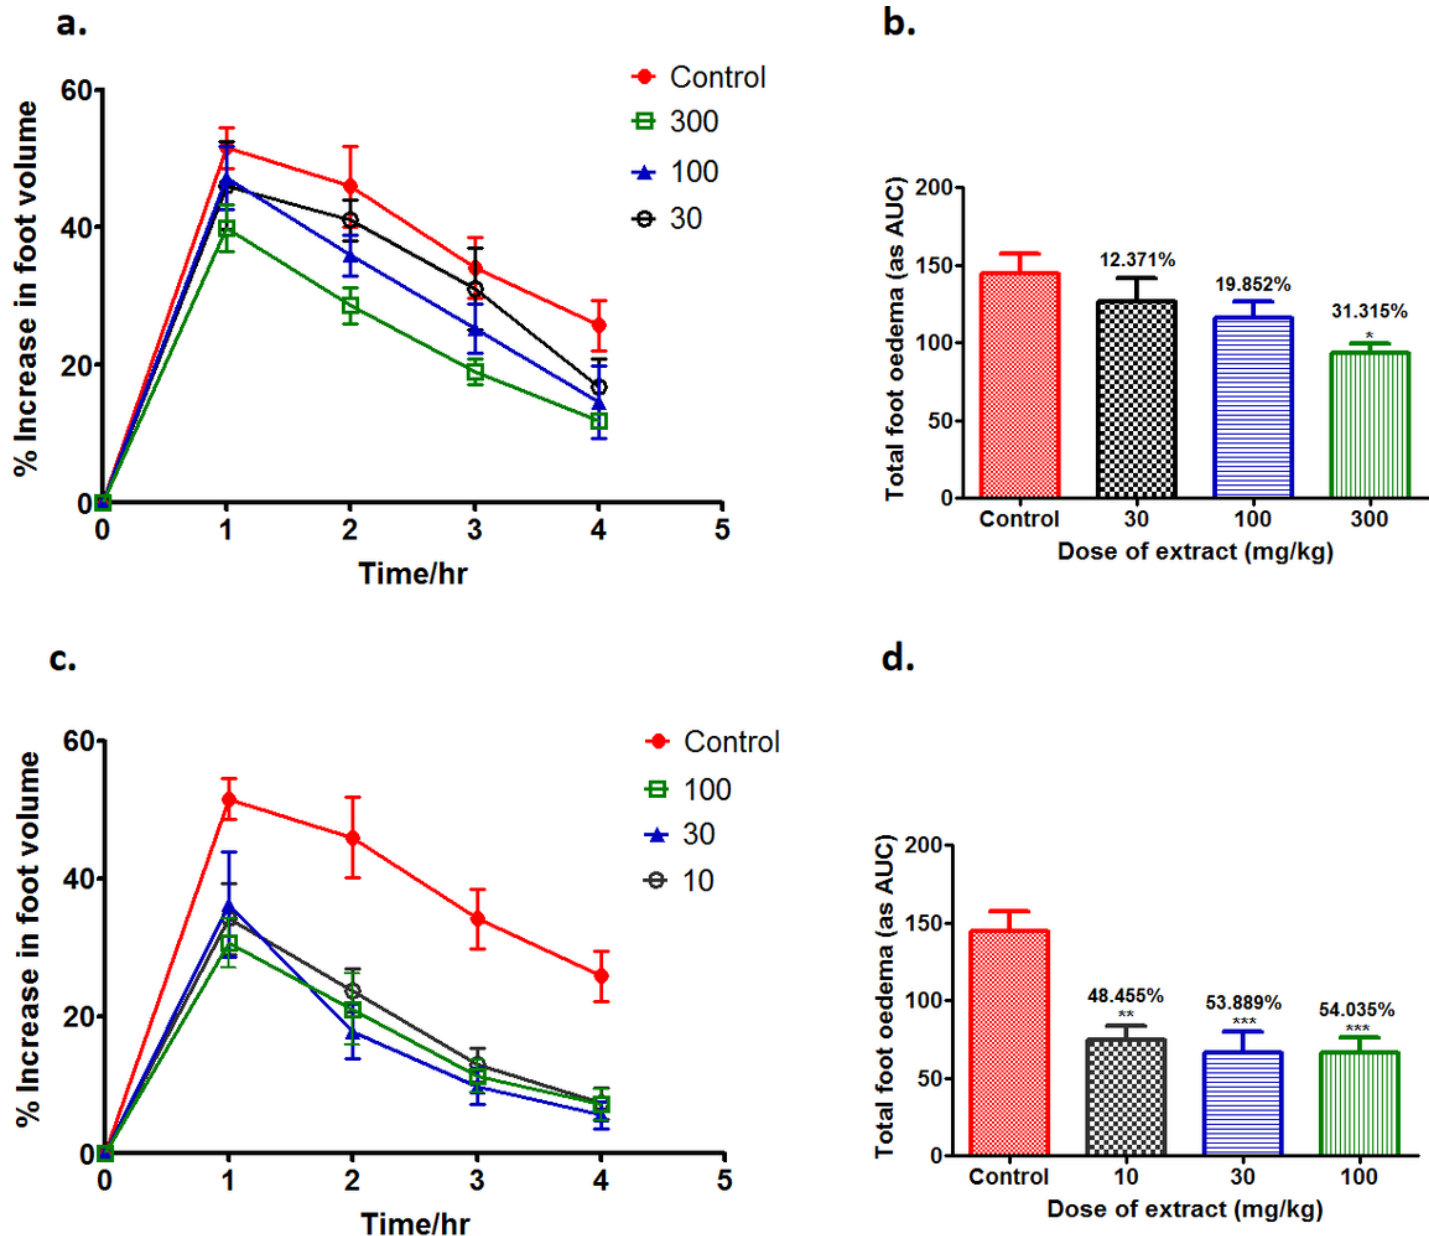 a.
% Increase in foot volume
60
40
20
0
0 1 2 3 4 5
Time/hr
Control
300
100
30
b.
Total foot oedema (as AUC)
200
150
100
50
0
12.371%
19.852%
31.315%
*
Control 30 100 300
Dose of extract (mg/kg)
c.
% Increase in foot volume
60
40
20
0
0 1 2 3 4 5
Time/hr
Control
100
30
10
d.
Total foot oedema (as AUC)
200
150
100
50
0
48.455%
**
53.889%
***
54.035%
***
Control 10 30 100
Dose of extract (mg/kg)